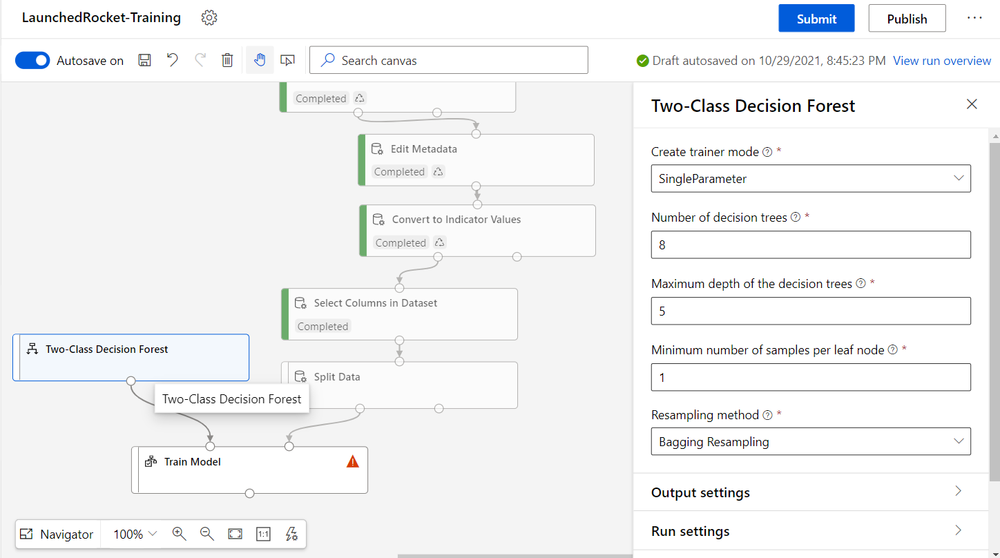 LaunchedRocket-Training
Submit
Publish
Autosave on
Search canvas
Draft autosaved on 10/29/2021, 8:45:23 PM
View run overview
Completed
Edit Metadata
Completed
Convert to Indicator Values
Completed
Select Columns in Dataset
Completed
Two-Class Decision Forest
Split Data
Two-Class Decision Forest
Train Model
Navigator
100%
1:1
Two-Class Decision Forest
Create trainer mode *
SingleParameter
Number of decision trees *
8
Maximum depth of the decision trees *
5
Minimum number of samples per leaf node *
1
Resampling method *
Bagging Resampling
Output settings
Run settings